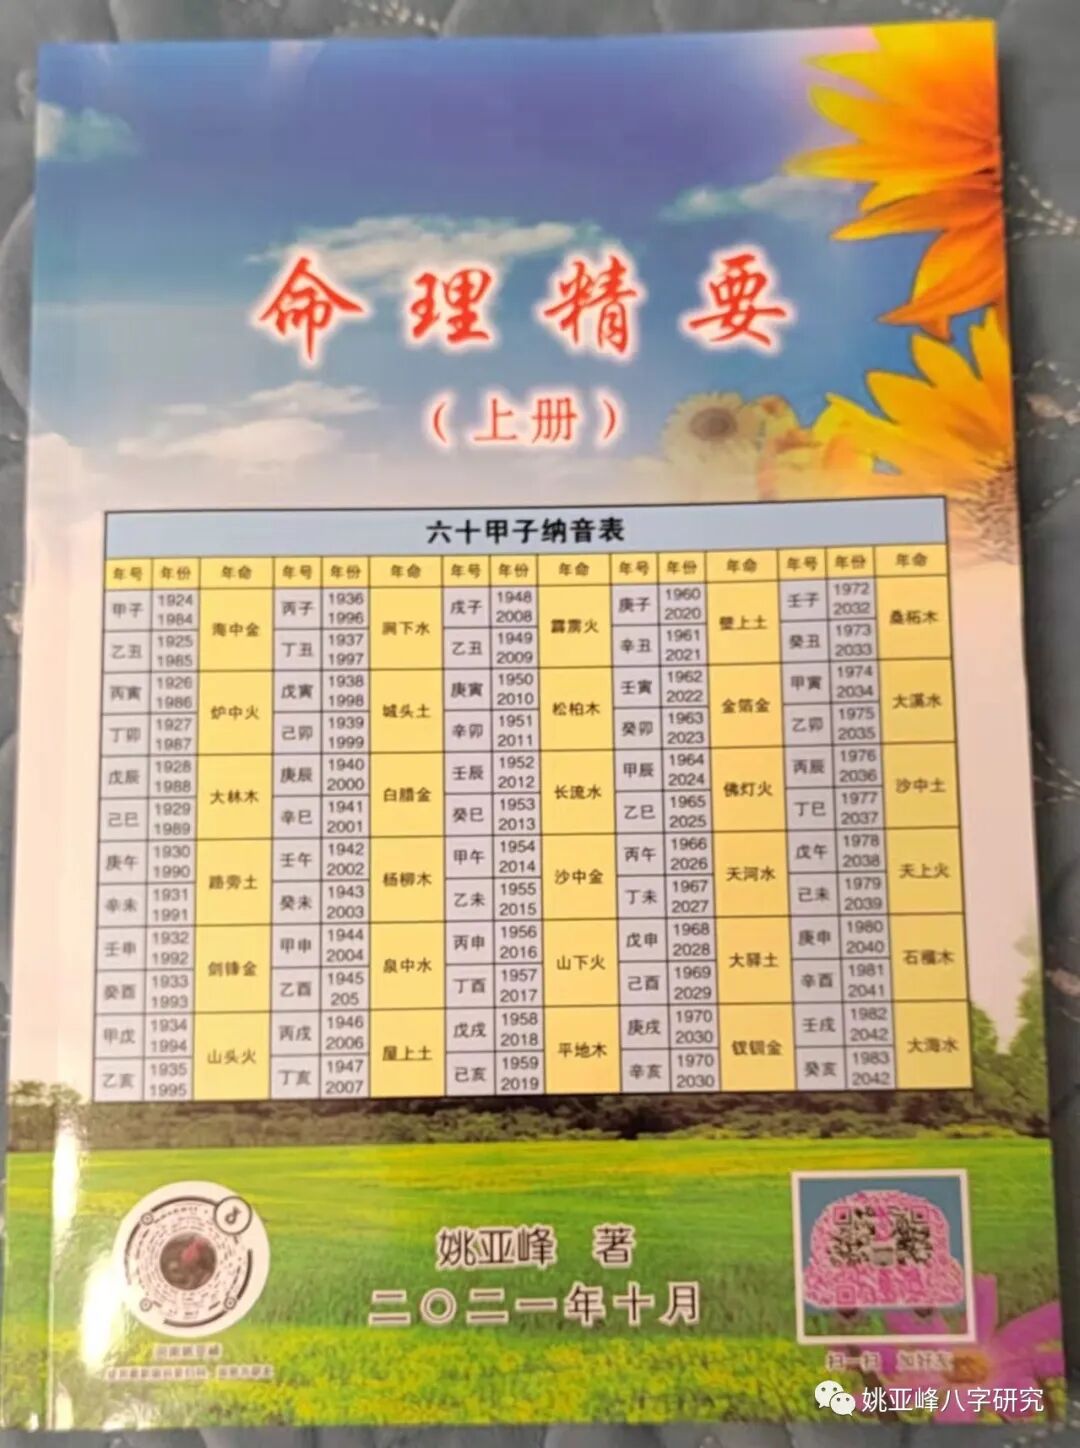 命理精要
（上册）
六十甲子纳音表
年号 年份 年命 年号 年份 年命 年号 年份 年命 年号 年份 年命 年号 年份 年命
甲子 1924 1984 海中金 丙子 1936 1996 涧下水 戌子 1948 2008 霹雳火 庚子 1960 2020 壁上土 壬子 1972 2032 桑柘木
乙丑 1925 1985 丁丑 1937 1997 乙丑 1949 2009 辛丑 1961 2021 癸丑 1973 2033
丙寅 1926 1986 炉中火 戊寅 1938 1998 城头土 庚寅 1950 2010 松柏木 壬寅 1962 2022 金箔金 甲寅 1974 2034 大溪水
丁卯 1927 1987 己卯 1939 1999 辛卯 1951 2011 癸卯 1963 2023 乙卯 1975 2035
戊辰 1928 1988 大林木 庚辰 1940 2000 白腊金 壬辰 1952 2012 长流水 甲辰 1964 2024 佛灯火 丙辰 1976 2036 沙中土
己巳 1929 1989 辛巳 1941 2001 癸巳 1953 2013 乙巳 1965 2025 丁巳 1977 2037
庚午 1930 1990 路旁土 壬午 1942 2002 杨柳木 甲午 1954 2014 沙中金 丙午 1966 2026 天河水 戊午 1978 2038 天上火
辛未 1931 1991 癸未 1943 2003 乙未 1955 2015 丁未 1967 2027 己未 1979 2039
壬申 1932 1992 剑锋金 甲申 1944 2004 泉中水 丙申 1956 2016 山下火 戊申 1968 2028 大驿土 庚申 1980 2040 石榴木
癸酉 1933 1993 乙酉 1945 205 丁酉 1957 2017 己酉 1969 2029 辛酉 1981 2041
甲戊 1934 1994 山头火 丙戌 1946 2006 屋上土 戊戌 1958 2018 平地木 庚戌 1970 2030 钗钏金 壬戌 1982 2042 大海水
乙亥 1935 1995 丁亥 1947 2007 己亥 1959 2019 辛亥 1970 2030 癸亥 1983 2042
姚亚峰 著
二〇二一年十月
扫一扫 加好友
姚亚峰八字研究